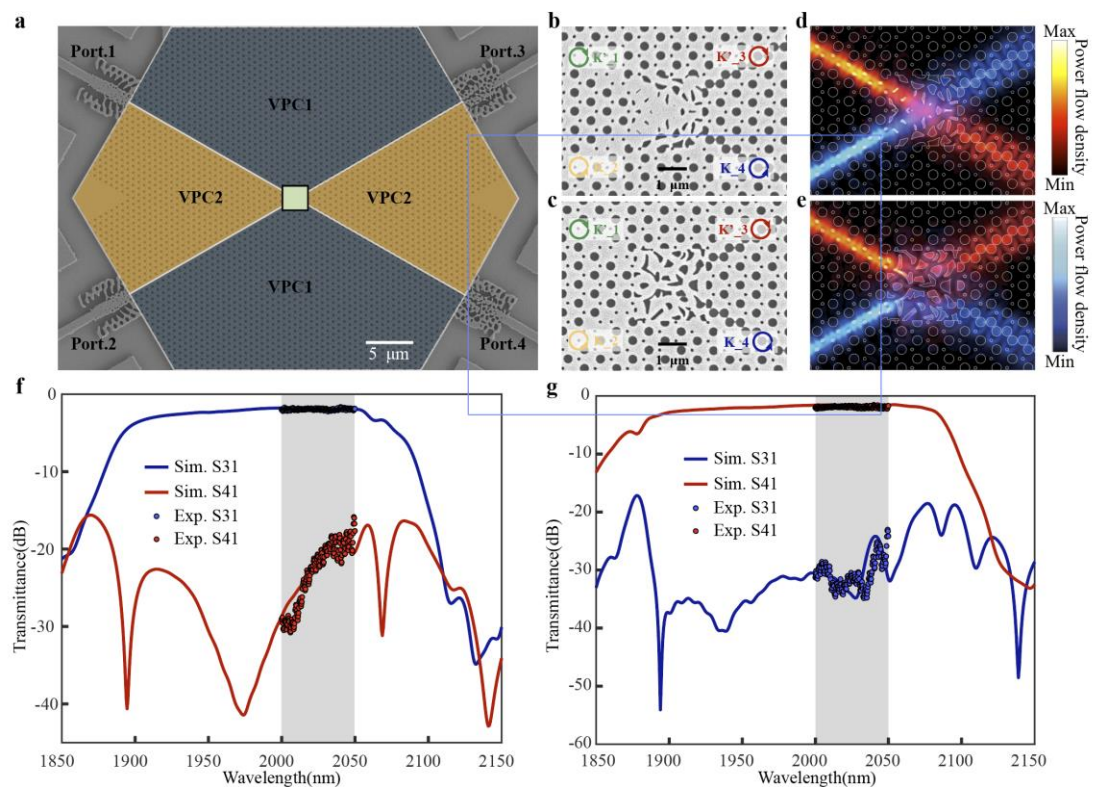 a
Port.1
Port.3
VPC1
VPC2
VPC2
VPC1
Port.2
Port.4
5 μm
b
K'_1
K'_3
K_4
1 μm
c
K'_1
K'_3
K_4
1 μm
d
Max
Power flow density
Min
e
Max
Power flow density
Min
f
0
-10
-20
-30
-40
Transmittance(dB)
Sim. S31
Sim. S41
Exp. S31
Exp. S41
1850 1900 1950 2000 2050 2100 2150
Wavelength(nm)
g
0
-10
-20
-30
-40
-50
-60
Transmittance(dB)
Sim. S31
Sim. S41
Exp. S31
Exp. S41
1850 1900 1950 2000 2050 2100 2150
Wavelength(nm)